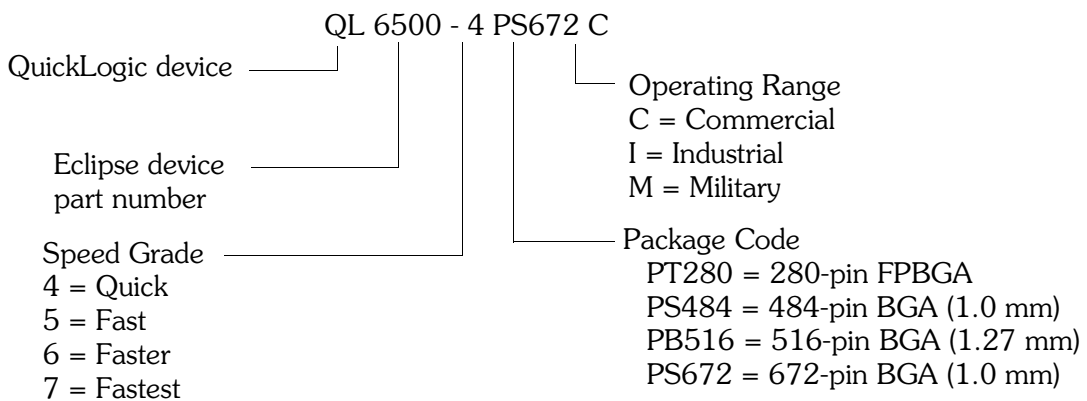 QL 6500 - 4 PS672 C
QuickLogic device
Eclipse device
part number
Speed Grade
4 = Quick
5 = Fast
6 = Faster
7 = Fastest
Operating Range
C = Commercial
I = Industrial
M = Military
Package Code
PT280 = 280-pin FPBGA
PS484 = 484-pin BGA (1.0 mm)
PB516 = 516-pin BGA (1.27 mm)
PS672 = 672-pin BGA (1.0 mm)